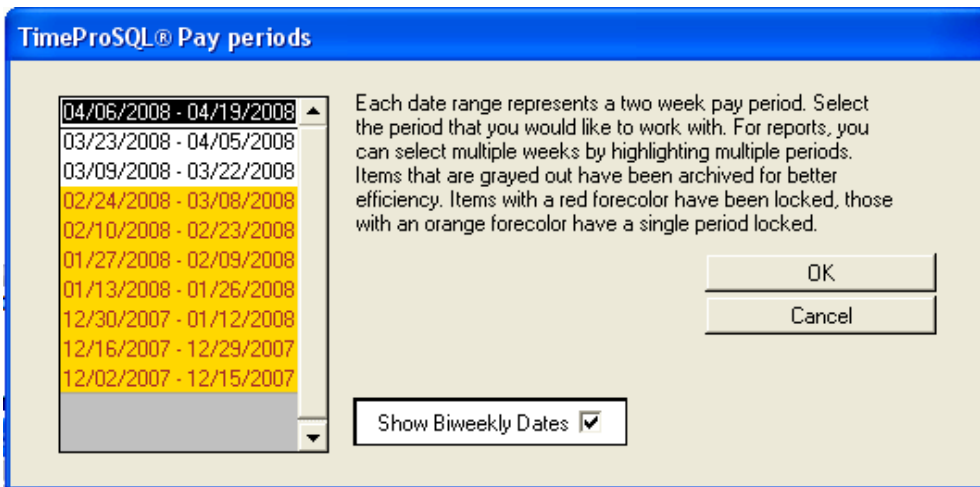 TimeProSQL® Pay periods
04/06/2008 - 04/19/2008
03/23/2008 - 04/05/2008
03/09/2008 - 03/22/2008
02/24/2008 - 03/08/2008
02/10/2008 - 02/23/2008
01/27/2008 - 02/09/2008
01/13/2008 - 01/26/2008
12/30/2007 - 01/12/2008
12/16/2007 - 12/29/2007
12/02/2007 - 12/15/2007
Each date range represents a two week pay period. Select
the period that you would like to work with. For reports, you
can select multiple weeks by highlighting multiple periods.
Items that are grayed out have been archived for better
efficiency. Items with a red forecolor have been locked, those
with an orange forecolor have a single period locked.
OK
Cancel
Show Biweekly Dates